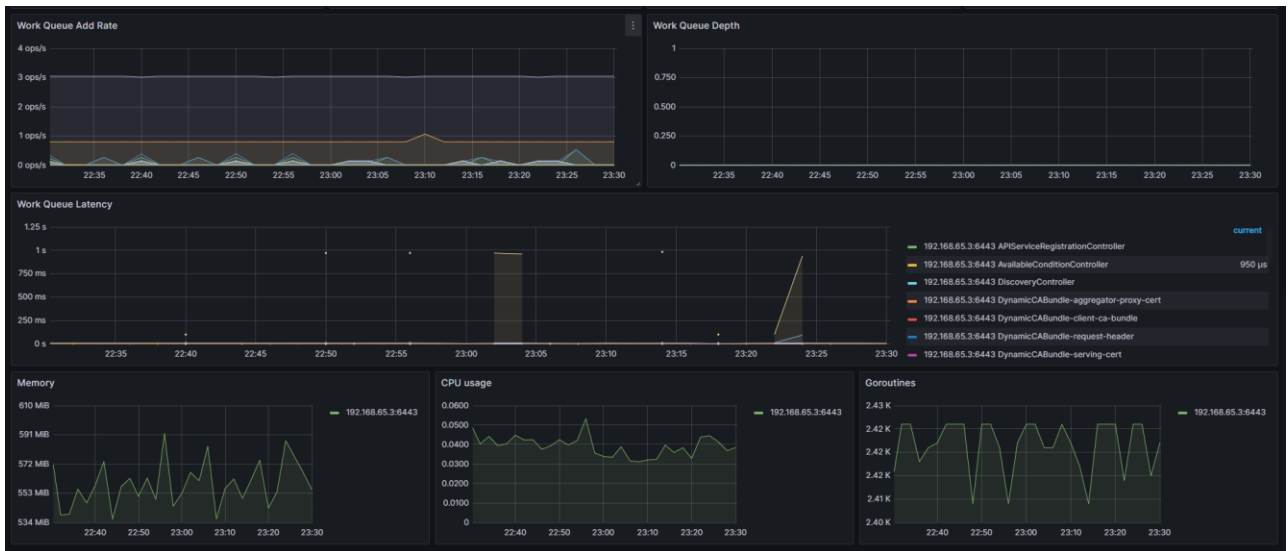 Work Queue Add Rate
4 ops/s
3 ops/s
2 ops/s
1 ops/s
0 ops/s
22:35 22:40 22:45 22:50 22:55 23:00 23:05 23:10 23:15 23:20 23:25 23:30
Work Queue Depth
1
0.750
0.500
0.250
0
22:35 22:40 22:45 22:50 22:55 23:00 23:05 23:10 23:15 23:20 23:25 23:30
Work Queue Latency
1.25 s
1 s
750 ms
500 ms
250 ms
0 s
22:35 22:40 22:45 22:50 22:55 23:00 23:05 23:10 23:15 23:20 23:25 23:30
current
192.168.65.3:6443 APIServiceRegistrationController
192.168.65.3:6443 AvailableConditionController 950 µs
192.168.65.3:6443 DiscoveryController
192.168.65.3:6443 DynamicCABundle-aggregator-proxy-cert
192.168.65.3:6443 DynamicCABundle-client-ca-bundle
192.168.65.3:6443 DynamicCABundle-request-header
192.168.65.3:6443 DynamicCABundle-serving-cert
Memory
610 MiB
591 MiB
572 MiB
553 MiB
534 MiB
22:40 22:50 23:00 23:10 23:20 23:30
192.168.65.3:6443
CPU usage
0.0600
0.0500
0.0400
0.0300
0.0200
0.0100
0
22:40 22:50 23:00 23:10 23:20 23:30
192.168.65.3:6443
Goroutines
2.43 K
2.42 K
2.42 K
2.41 K
2.40 K
22:40 22:50 23:00 23:10 23:20 23:30
192.168.65.3:6443